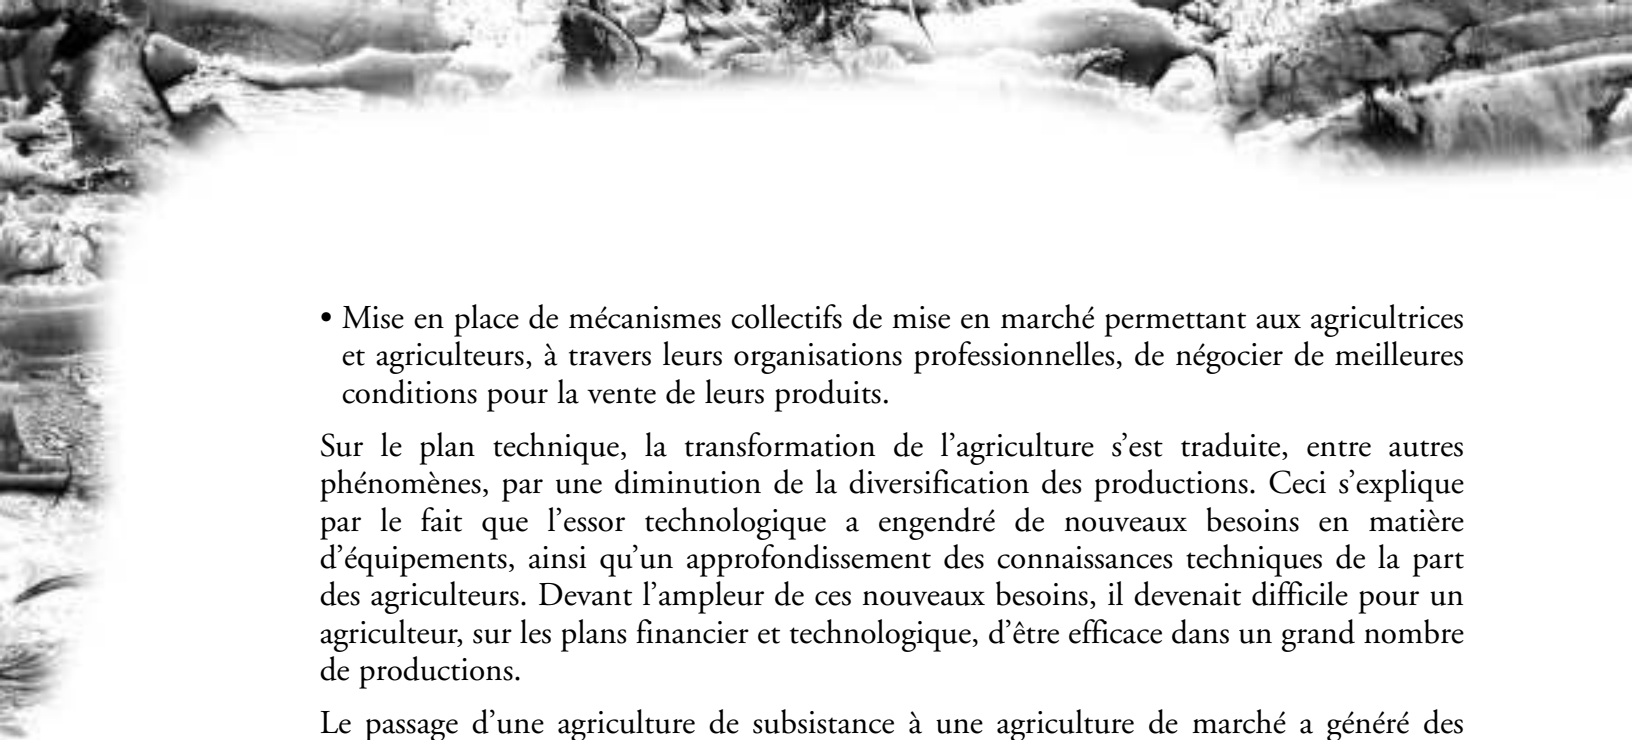 • Mise en place de mécanismes collectifs de mise en marché permettant aux agricultrices
et agriculteurs, à travers leurs organisations professionnelles, de négocier de meilleures
conditions pour la vente de leurs produits.
Sur le plan technique, la transformation de l’agriculture s’est traduite, entre autres
phénomènes, par une diminution de la diversification des productions. Ceci s’explique
par le fait que l’essor technologique a engendré de nouveaux besoins en matière
d’équipements, ainsi qu’un approfondissement des connaissances techniques de la part
des agriculteurs. Devant l’ampleur de ces nouveaux besoins, il devenait difficile pour un
agriculteur, sur les plans financier et technologique, d’être efficace dans un grand nombre
de productions.
Le passage d’une agriculture de subsistance à une agriculture de marché a généré des